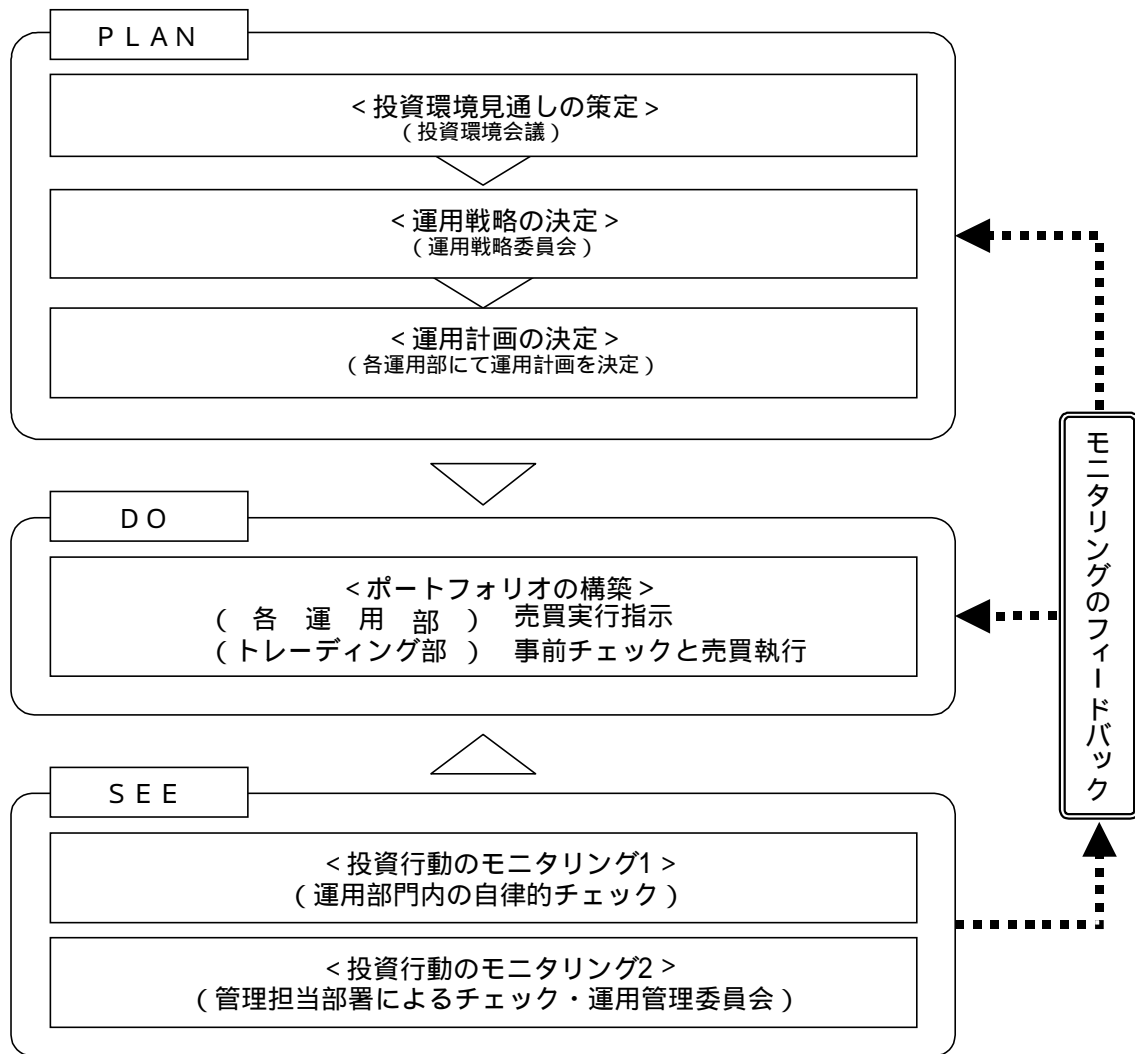 PLAN
<投資環境見通しの策定>
(投資環境会議)
<運用戦略の決定>
(運用戦略委員会)
<運用計画の決定>
(各運用部にて運用計画を決定)
DO
<ポートフォリオの構築>
(各運用部) 売買実行指示
(トレーディング部) 事前チェックと売買執行
SEE
<投資行動のモニタリング1>
(運用部門内の自律的チェック)
<投資行動のモニタリング2>
(管理担当部署によるチェック・運用管理委員会)
モニタリングのフィードバック